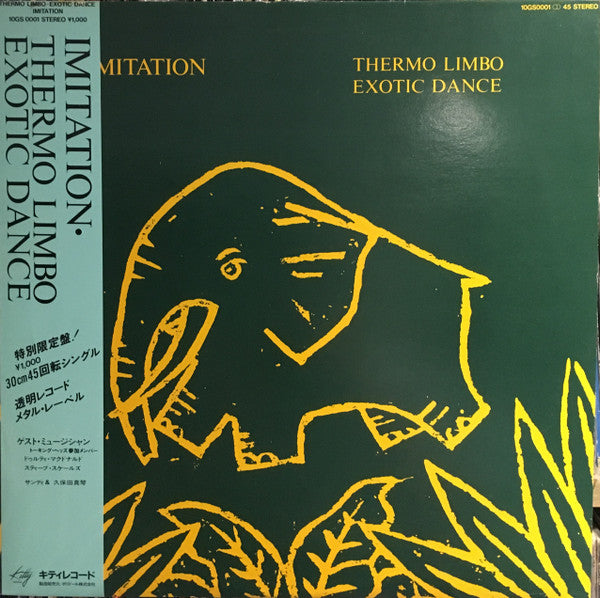 THERMO LIMBO·EXOTIC DANCE
IMITATION
10GS 0001 STEREO ¥1,000
IMITATION·
THERMO LIMBO
EXOTIC DANCE
特別限定盤!
¥1,000
30cm45回転シングル
透明レコード
メタル・レーベル
ゲスト・ミュージシャン
トーキング・ヘッズ参加メンバー
ドゥルティ・マクドナルド
スティーブ・スケールズ
サンディ & 久保田真琴
Kitty
キティレコード
MITATION
THERMO LIMBO
EXOTIC DANCE
10GS0001
45 STEREO